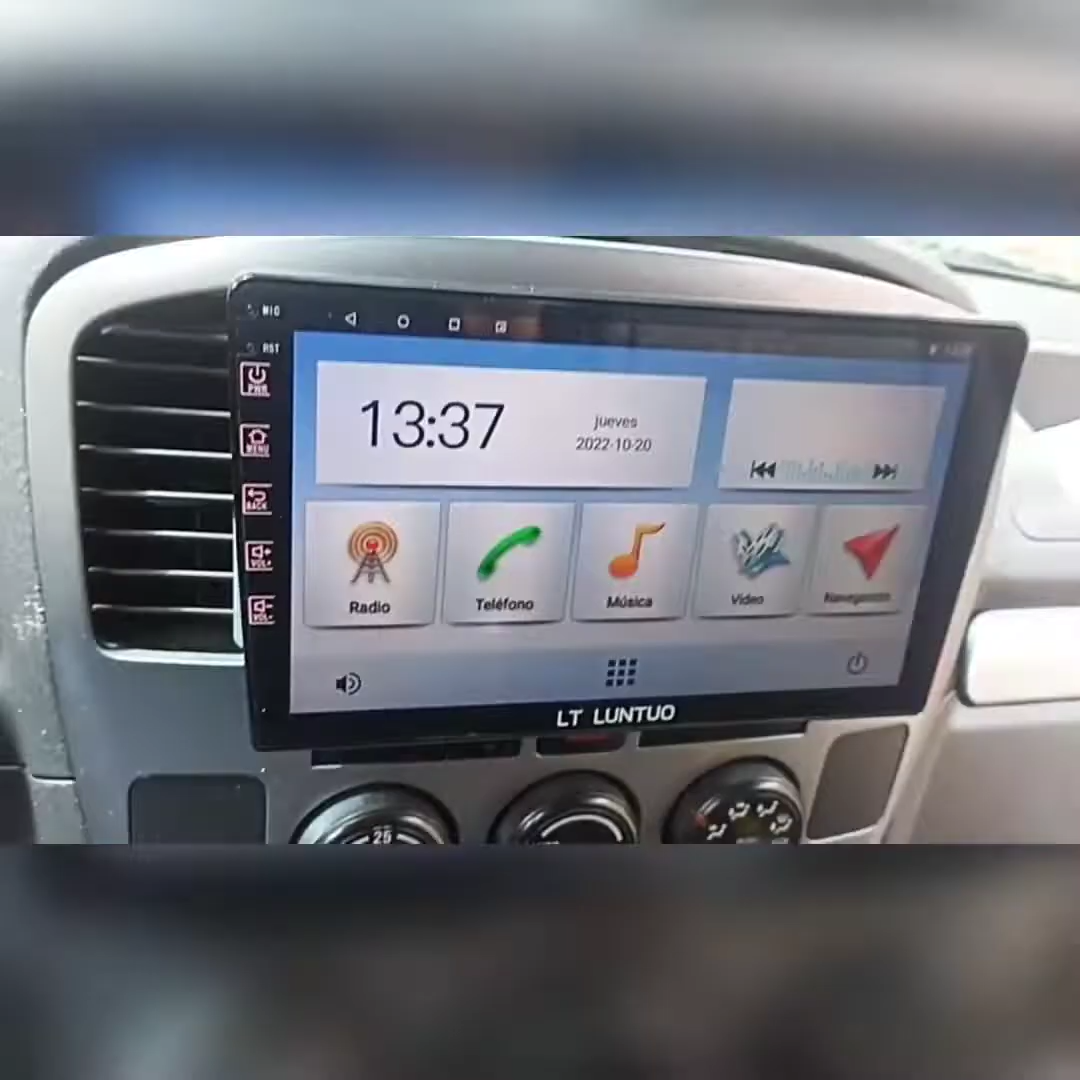 MIC
RST
PWR
MENU
BACK
VOL+
VOL-
13:37
jueves
2022-10-20
Radio
Teléfono
Música
Video
LT LUNTUO
25